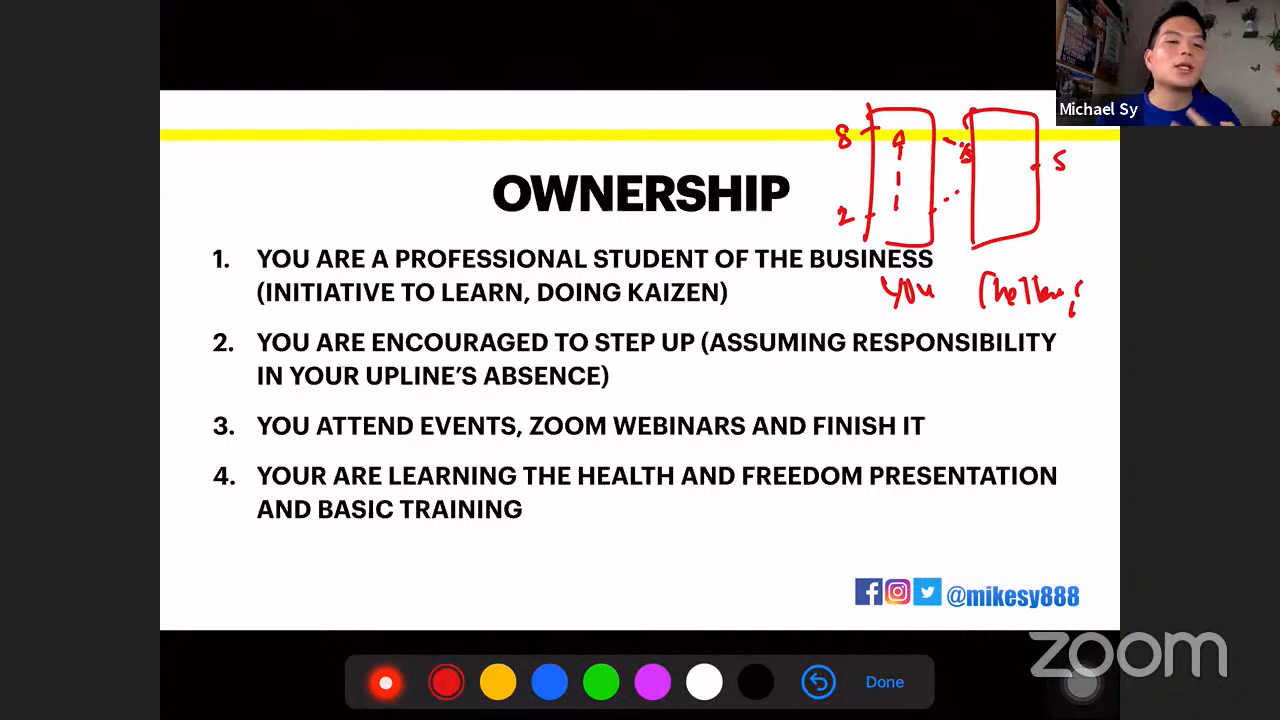 Michael Sy
8
5
2
OWNERSHIP
1. YOU ARE A PROFESSIONAL STUDENT OF THE BUSINESS
(INITIATIVE TO LEARN, DOING KAIZEN)
YOU
2. YOU ARE ENCOURAGED TO STEP UP (ASSUMING RESPONSIBILITY
IN YOUR UPLINE'S ABSENCE)
3. YOU ATTEND EVENTS, ZOOM WEBINARS AND FINISH IT
4. YOUR ARE LEARNING THE HEALTH AND FREEDOM PRESENTATION
AND BASIC TRAINING
@mikesy888
zoom
Done